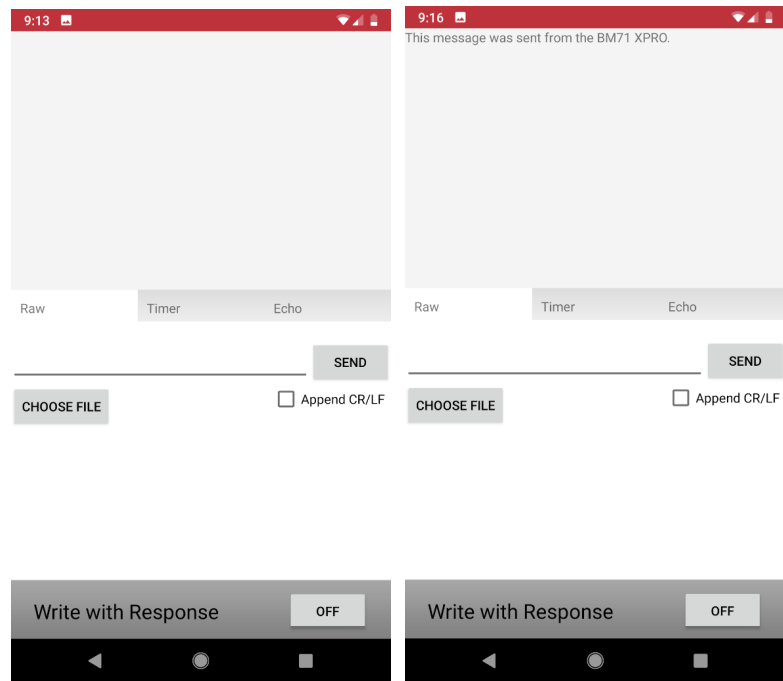 9:13
Raw Timer Echo
SEND
CHOOSE FILE Append CR/LF
Write with Response OFF
9:16
This message was sent from the BM71 XPRO.
Raw Timer Echo
SEND
CHOOSE FILE Append CR/LF
Write with Response OFF